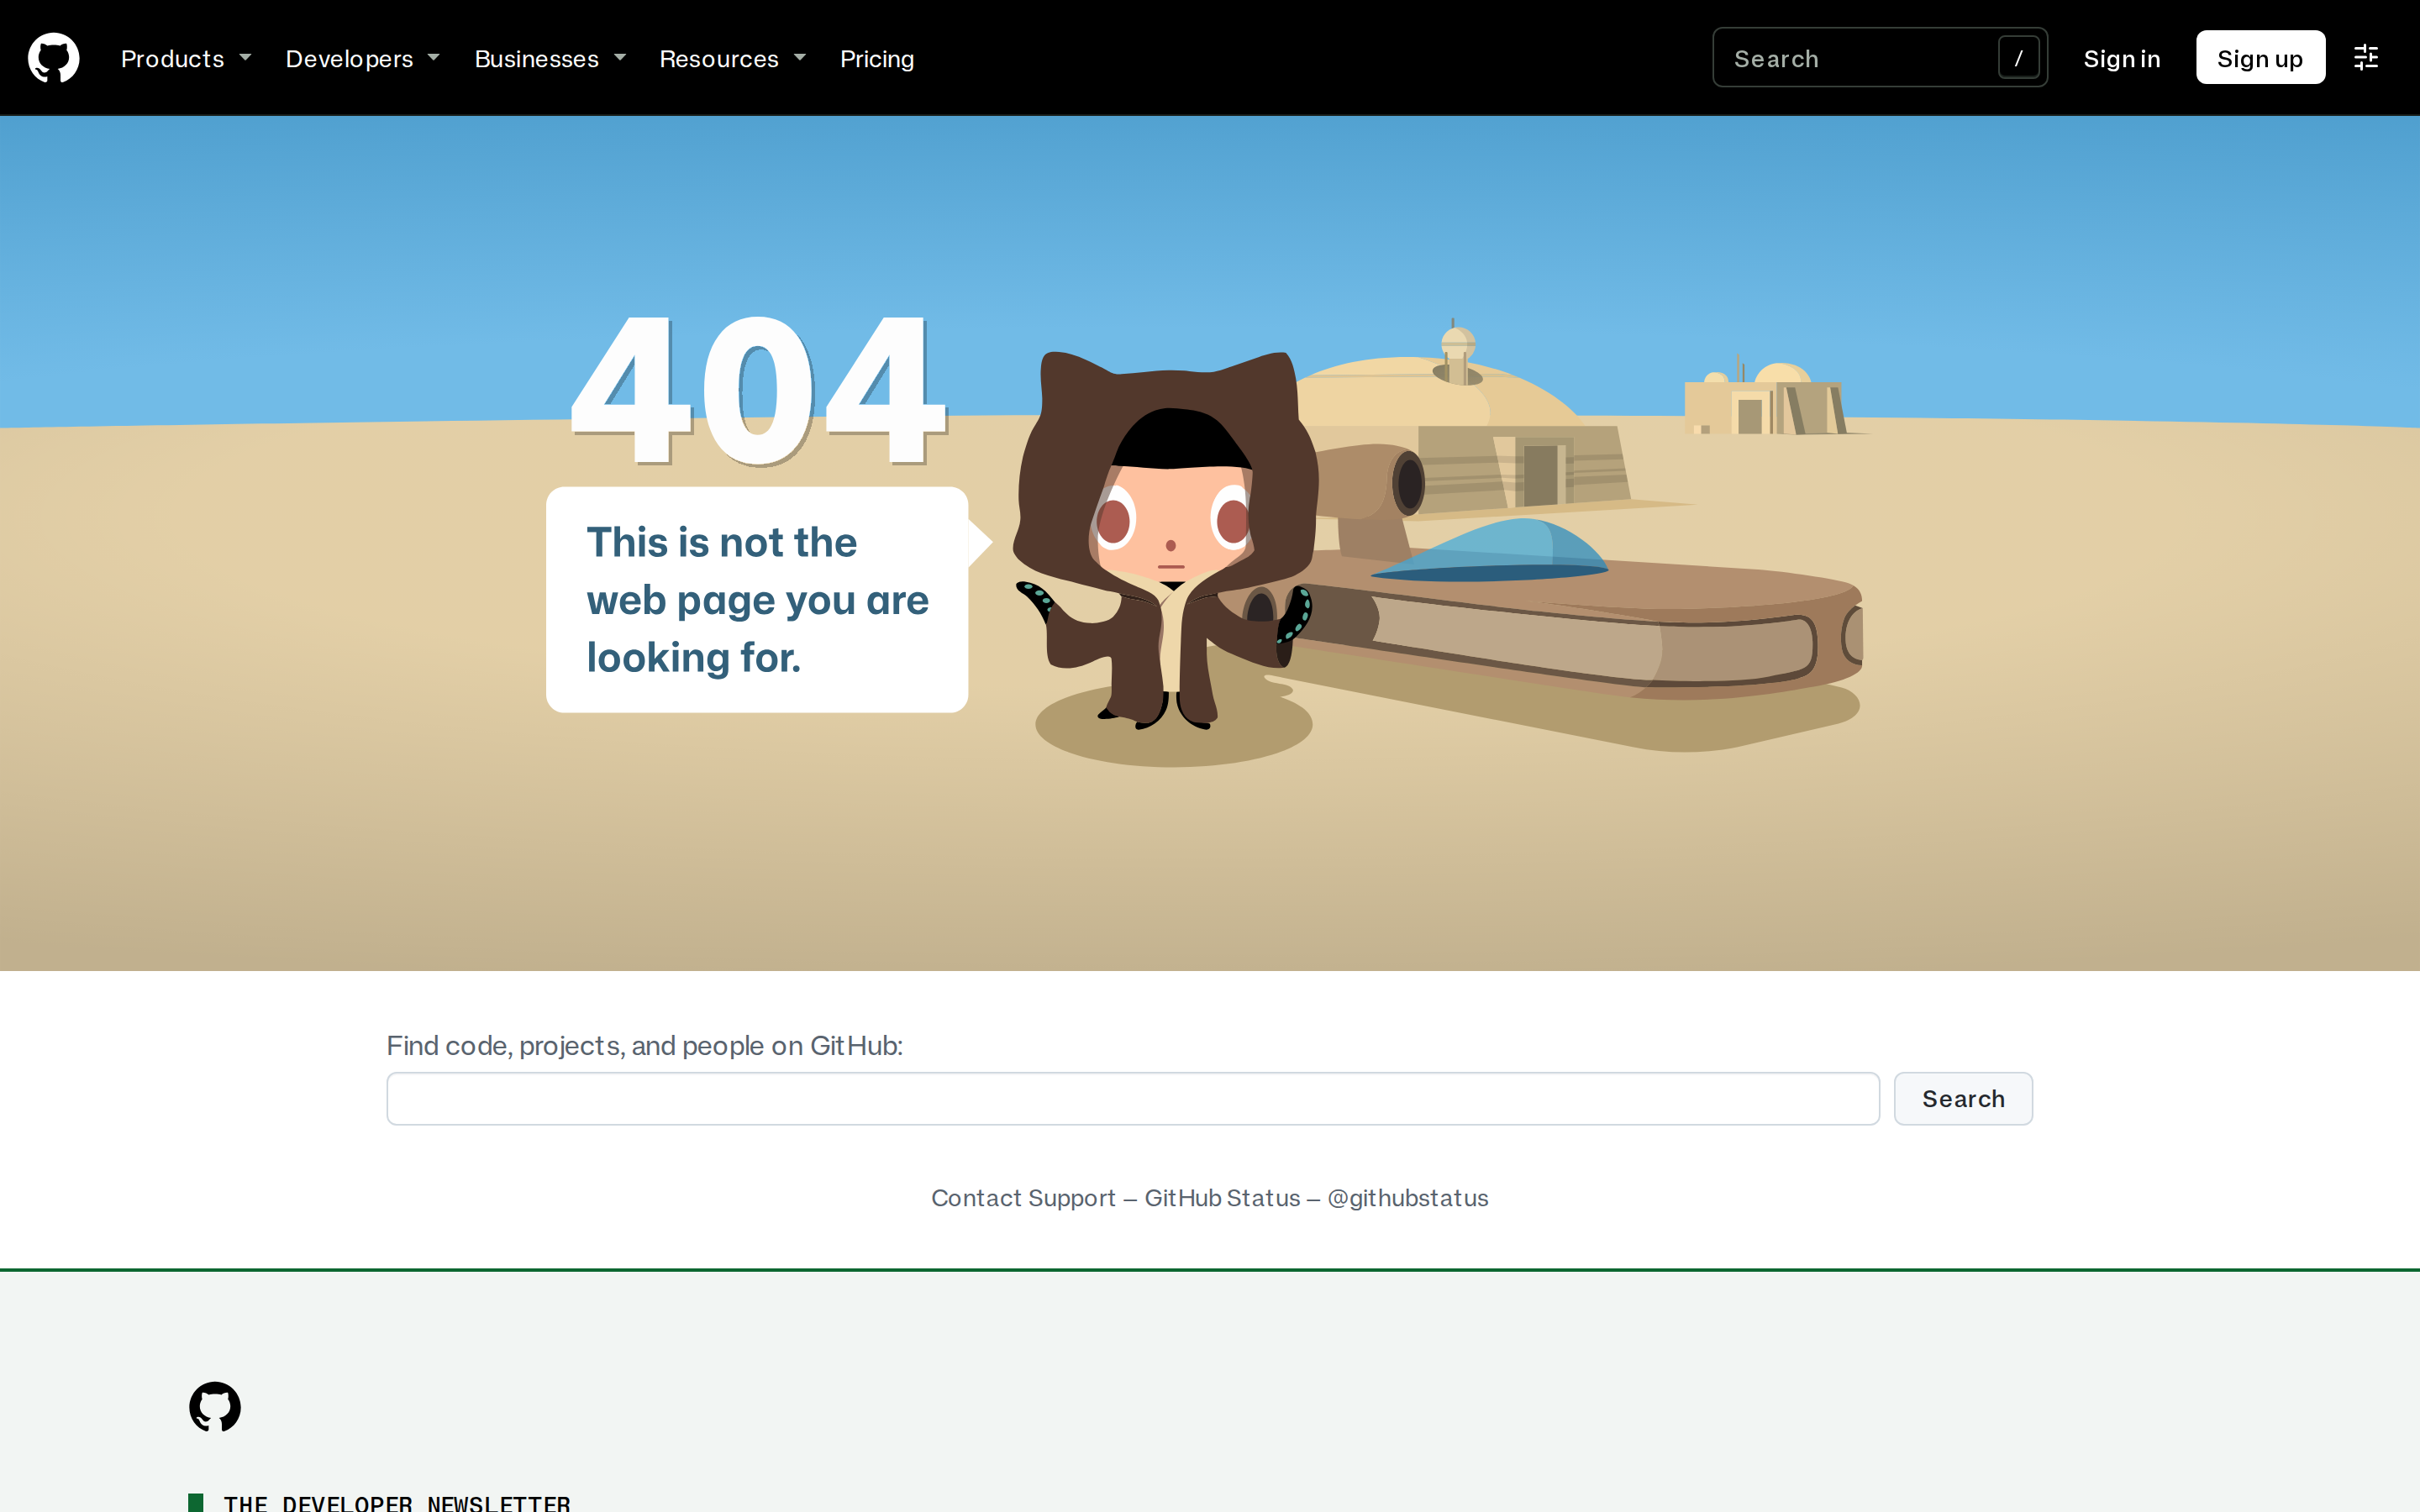 Products Developers Businesses Resources Pricing Search / Sign in Sign up
404
This is not the
web page you are
looking for.
Find code, projects, and people on GitHub:
Search
Contact Support — GitHub Status — @githubstatus
THE DEVELOPER NEWSLETTER